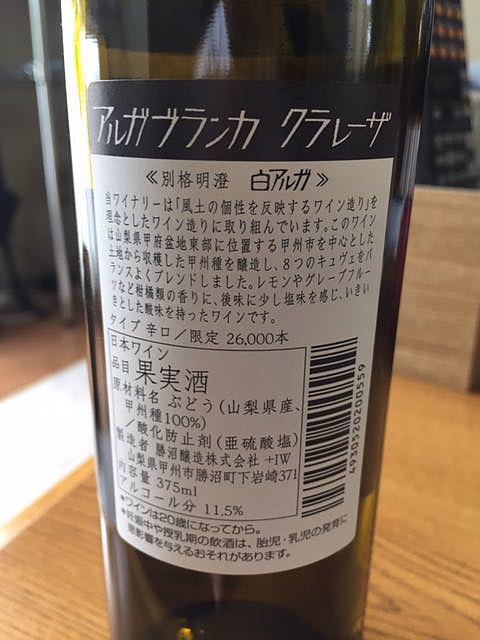 アルガブランカ クラレーザ
≪別格明澄 白アルガ≫
当ワイナリーは「風土の個性を反映するワイン造り」を
理念としたワイン造りに取り組んでいます。このワイン
は山梨県甲府盆地東部に位置する甲州市を中心とした
土地から収穫した甲州種を醸造し、8つのキュヴェをバ
ランスよくブレンドしました。レモンやグレープフルー
ツなど柑橘類の香りに、後味に少し塩味を感じ、いきい
きとした酸味を持ったワインです。
タイプ 辛口／限定 26,000本
日本ワイン
品目 果実酒
原材料名 ぶどう(山梨県産、
甲州種100%)
／酸化防止剤(亜硫酸塩)
製造者 勝沼醸造株式会社 +IW
山梨県甲州市勝沼町下岩崎371
内容量 375ml
アルコール分 11.5%
4930520200559
*ワインは20歳になってから。
*妊娠中や授乳期の飲酒は、胎児・乳児の発育に
悪影響を与えるおそれがあります。